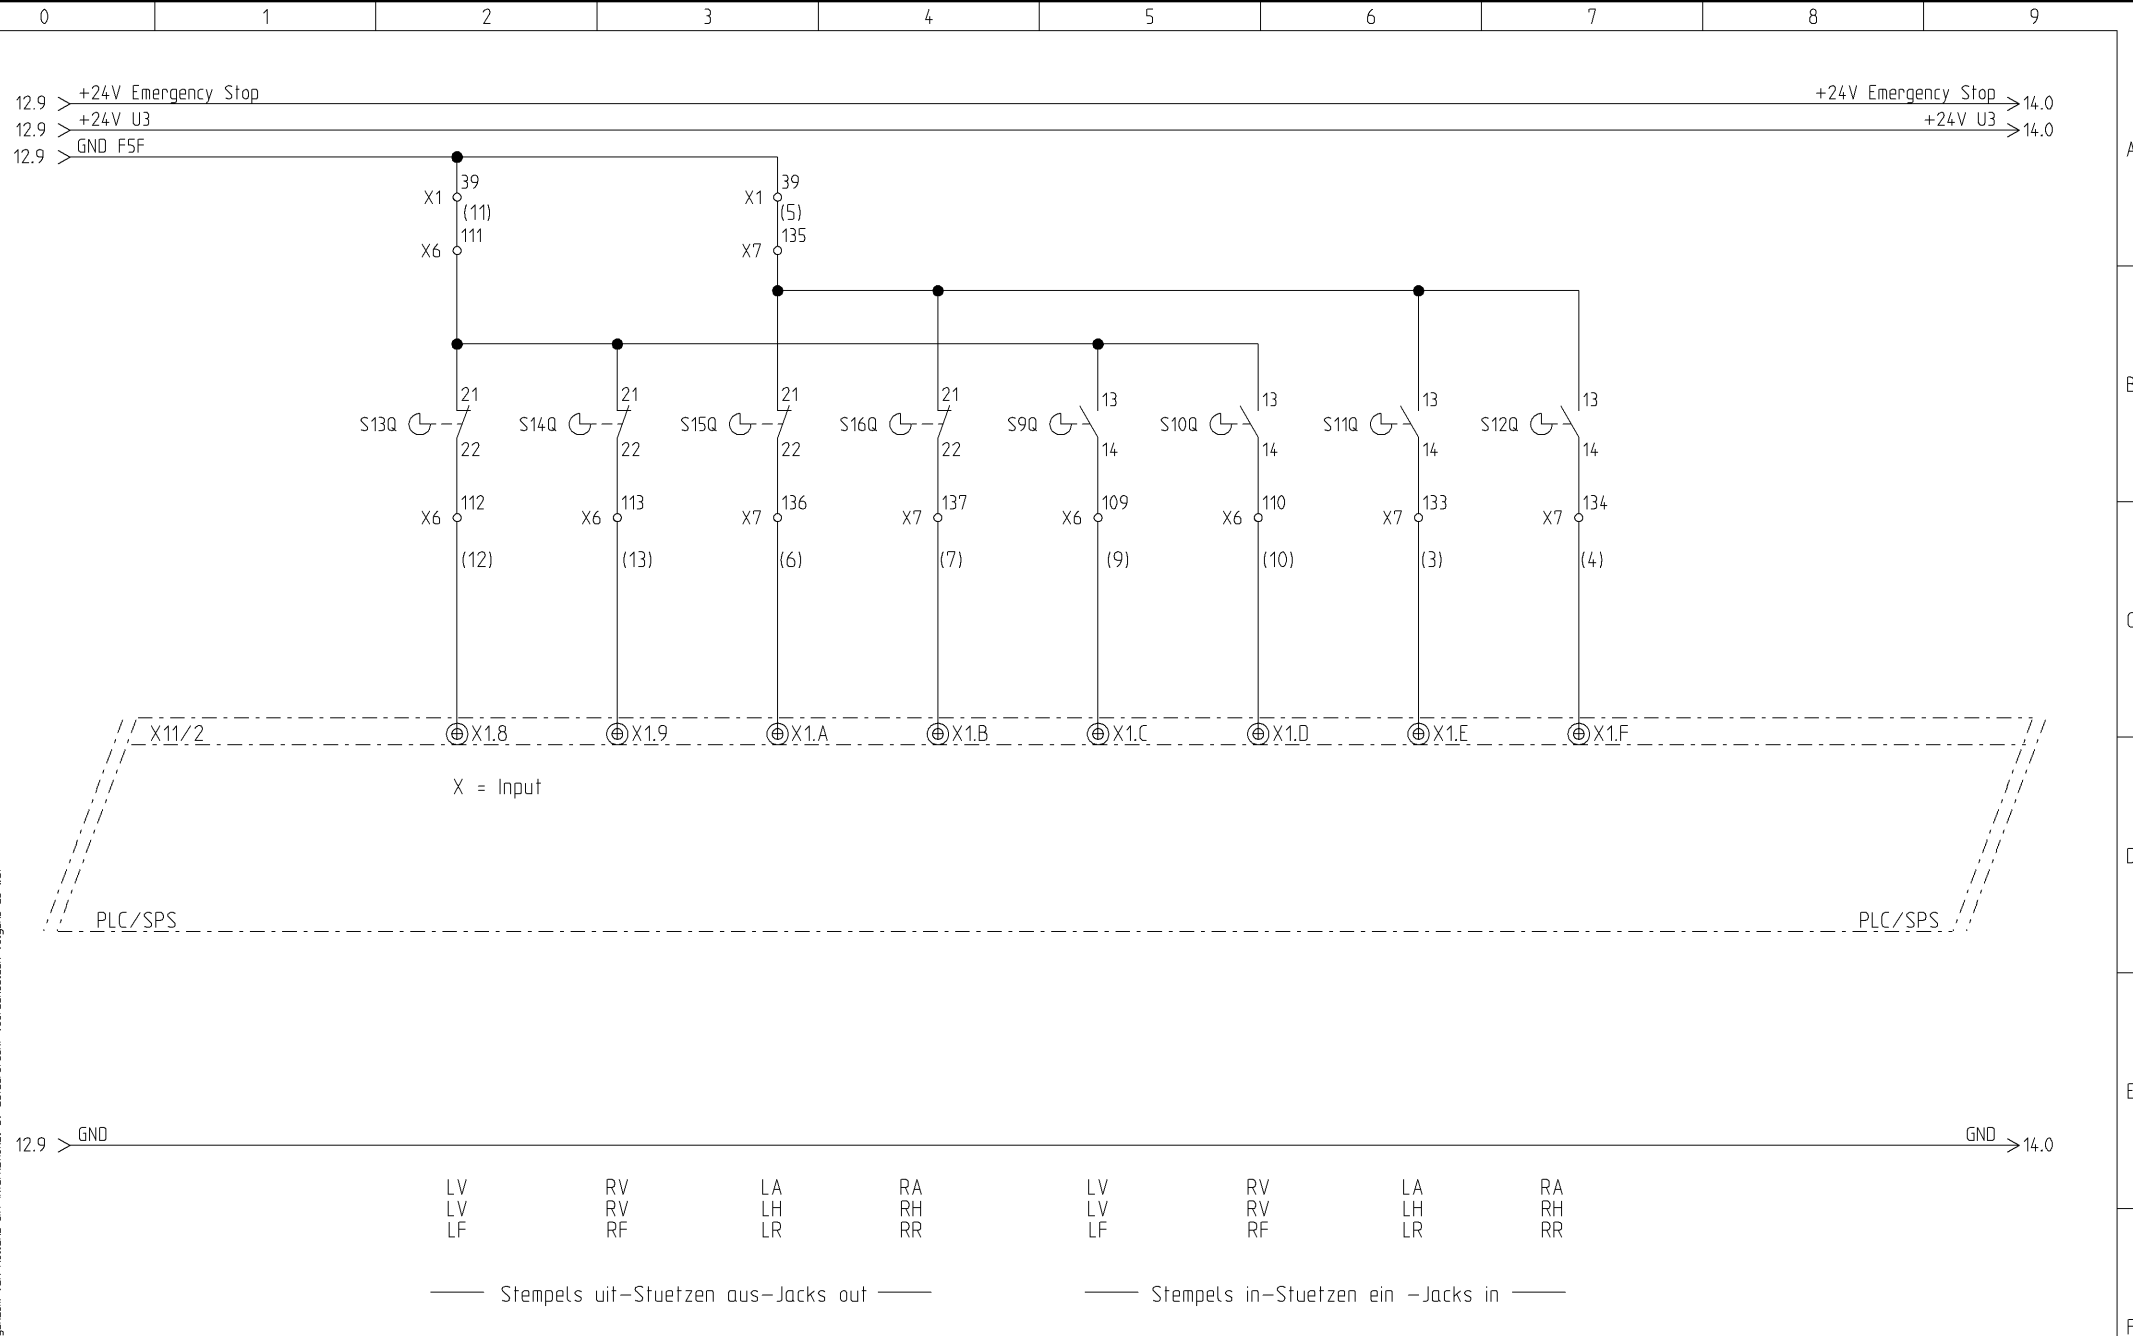 0 1 2 3 4 5 6 7 8 9
12.9 +24V Emergency Stop +24V Emergency Stop 14.0
12.9 +24V U3 +24V U3 14.0
12.9 GND F5F
A
39 39
X1 X1
(11) (5)
111 135
X6 X7
B
21 21 21 21 13 13 13 13
S13Q S14Q S15Q S16Q S9Q S10Q S11Q S12Q
22 22 22 22 14 14 14 14
112 113 136 137 109 110 133 134
X6 X6 X7 X7 X6 X6 X7 X7
(12) (13) (6) (7) (9) (10) (3) (4)
C
X11/2 X1.8 X1.9 X1.A X1.B X1.C X1.D X1.E X1.F
X = Input
D
PLC/SPS PLC/SPS
E
12.9 GND GND 14.0
LV RV LA RA LV RV LA RA
LV RV LH RH LV RV LH RH
LF RF LR RR LF RF LR RR
Stempels uit-Stuetzen aus-Jacks out Stempels in-Stuetzen ein -Jacks in
F